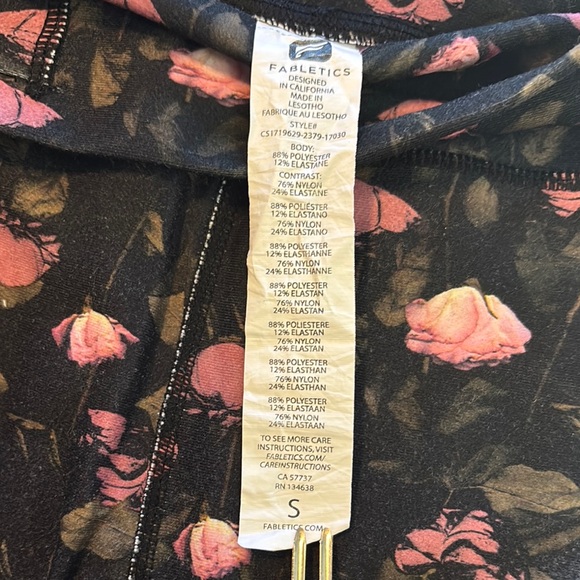 FABLETICS
DESIGNED
IN CALIFORNIA
MADE IN
LESOTHO
FABRIQUE AU LESOTHO
STYLE#
CS1719629-2379-17030
BODY:
88% POLYESTER
12% ELASTANE
CONTRAST:
76% NYLON
24% ELASTANE
88% POLIÉSTER
12% ELASTANO
76% NYLON
24% ELASTANO
88% POLYESTER
12% ELASTHANNE
76% NYLON
24% ELASTHANNE
88% POLYESTER
12% ELASTAN
76% NYLON
24% ELASTAN
88% POLIESTERE
12% ELASTAN
76% NYLON
24% ELASTAN
88% POLYESTER
12% ELASTHAN
76% NYLON
24% ELASTHAN
88% POLYESTER
12% ELASTAAN
76% NYLON
24% ELASTAAN
TO SEE MORE CARE
INSTRUCTIONS, VISIT
FABLETICS.COM/
CAREINSTRUCTIONS
CA 57737
RN 134638
S
FABLETICS.COM